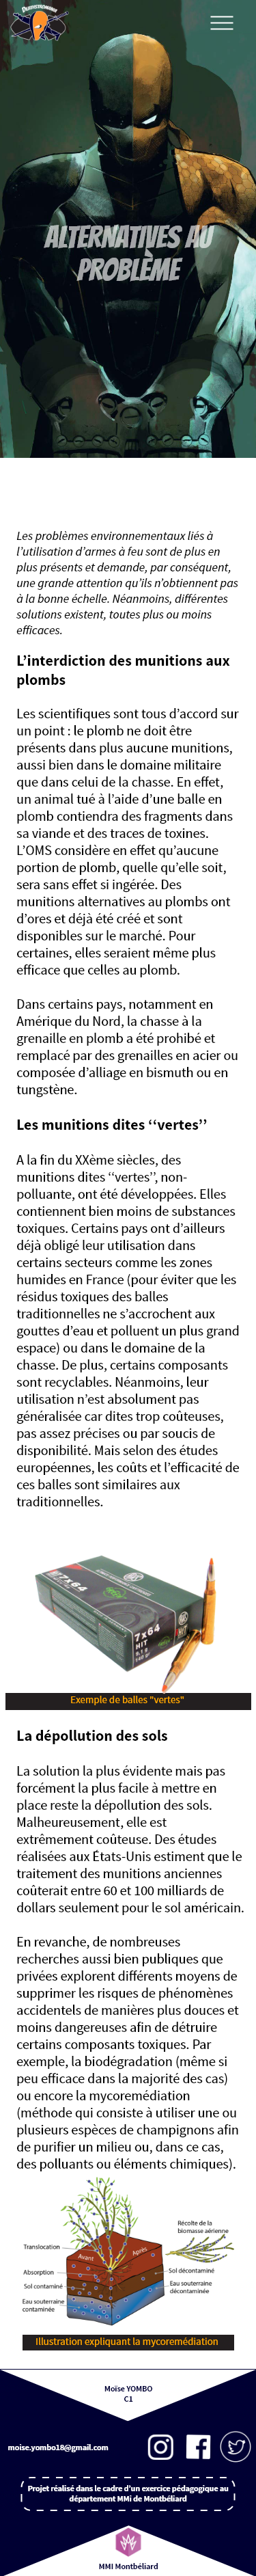 ALTERNATIVES AU
PROBLÈME
Les problèmes environnementaux liés à
l’utilisation d’armes à feu sont de plus en
plus présents et demande, par conséquent,
une grande attention qu’ils n’obtiennent pas
à la bonne échelle. Néanmoins, différentes
solutions existent, toutes plus ou moins
efficaces.
L’interdiction des munitions aux
plombs
Les scientifiques sont tous d’accord sur
un point : le plomb ne doit être
présents dans plus aucune munitions,
aussi bien dans le domaine militaire
que dans celui de la chasse. En effet,
un animal tué à l’aide d’une balle en
plomb contiendra des fragments dans
sa viande et des traces de toxines.
L’OMS considère en effet qu’aucune
portion de plomb, quelle qu’elle soit,
sera sans effet si ingérée. Des
munitions alternatives au plombs ont
d’ores et déjà été créé et sont
disponibles sur le marché. Pour
certaines, elles seraient même plus
efficace que celles au plomb.
Dans certains pays, notamment en
Amérique du Nord, la chasse à la
grenaille en plomb a été prohibé et
remplacé par des grenailles en acier ou
composée d’alliage en bismuth ou en
tungstène.
Les munitions dites ‘‘vertes’’
A la fin du XXème siècles, des
munitions dites ‘‘vertes’’, non-
polluante, ont été développées. Elles
contiennent bien moins de substances
toxiques. Certains pays ont d’ailleurs
déjà obligé leur utilisation dans
certains secteurs comme les zones
humides en France (pour éviter que les
résidus toxiques des balles
traditionnelles ne s’accrochent aux
gouttes d’eau et polluent un plus grand
espace) ou dans le domaine de la
chasse. De plus, certains composants
sont recyclables. Néanmoins, leur
utilisation n’est absolument pas
généralisée car dites trop coûteuses,
pas assez précises ou par soucis de
disponibilité. Mais selon des études
européennes, les coûts et l’efficacité de
ces balles sont similaires aux
traditionnelles.
7x64
HIT
Exemple de balles "vertes"
La dépollution des sols
La solution la plus évidente mais pas
forcément la plus facile à mettre en
place reste la dépollution des sols.
Malheureusement, elle est
extrêmement coûteuse. Des études
réalisées aux États-Unis estiment que le
traitement des munitions anciennes
coûterait entre 60 et 100 milliards de
dollars seulement pour le sol américain.
En revanche, de nombreuses
recherches aussi bien publiques que
privées explorent différents moyens de
supprimer les risques de phénomènes
accidentels de manières plus douces et
moins dangereuses afin de détruire
certains composants toxiques. Par
exemple, la biodégradation (même si
peu efficace dans la majorité des cas)
ou encore la mycoremédiation
(méthode qui consiste à utiliser une ou
plusieurs espèces de champignons afin
de purifier un milieu ou, dans ce cas,
des polluants ou éléments chimiques).
Récolte de la
biomasse aérienne
Translocation
Avant
Après
Absorption
Sol décontaminé
Sol contaminé
Eau souterraine
décontaminée
Eau souterraine
contaminée
Illustration expliquant la mycoremédiation
Moïse YOMBO
C1
moise.yombo18@gmail.com
Projet réalisé dans le cadre d’un exercice pédagogique au
département MMi de Montbéliard
MMI Montbéliard